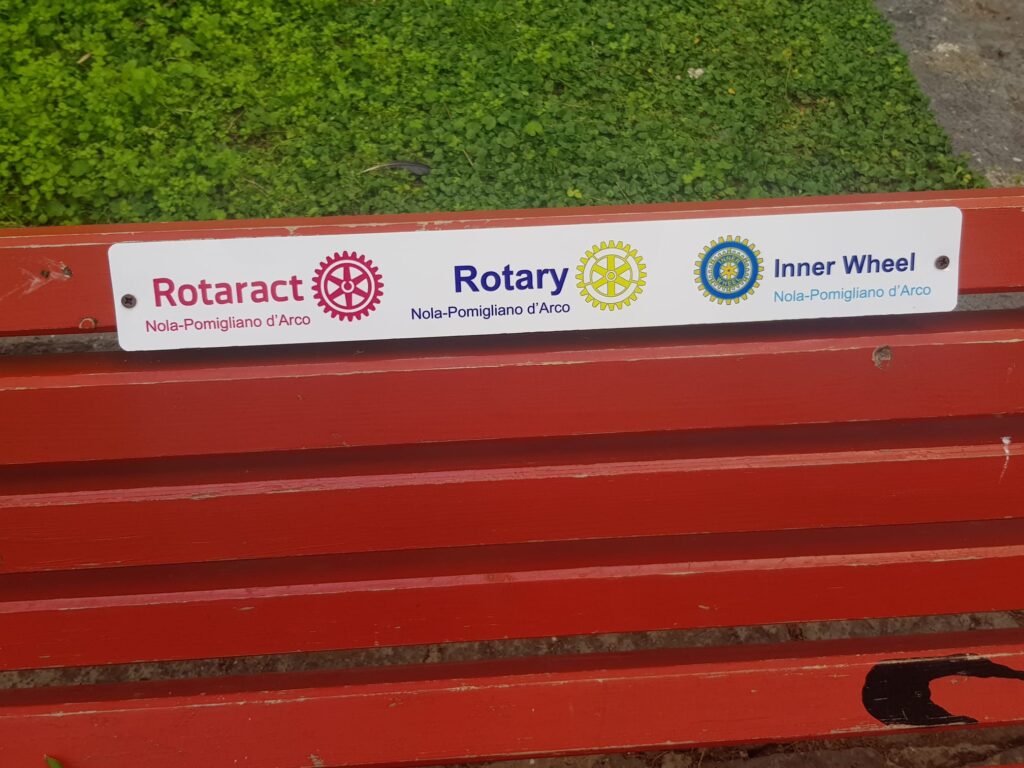 Rotaract
Nola-Pomigliano d'Arco
Rotary
Nola-Pomigliano d'Arco
Inner Wheel
Nola-Pomigliano d'Arco